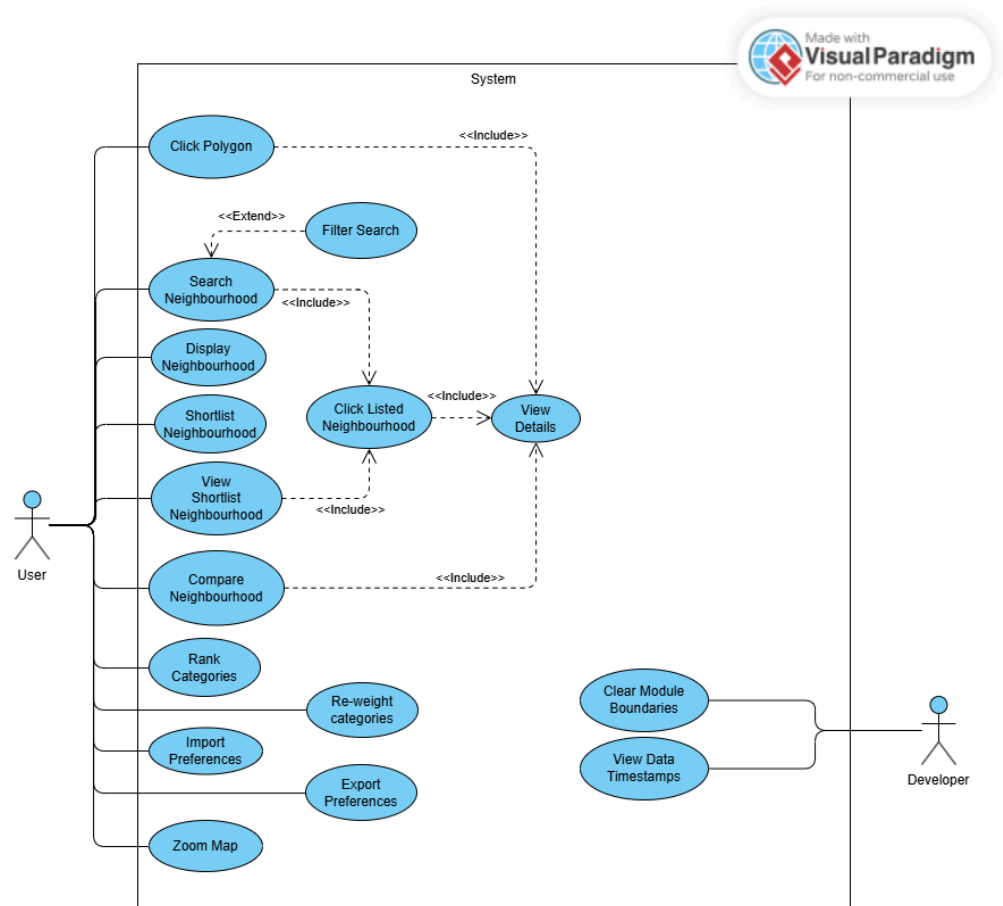 Made with
Visual Paradigm
For non-commercial use
System
Click Polygon
<<Include>>
<<Extend>>
Filter Search
Search
Neighbourhood
<<Include>>
Display
Neighbourhood
Shortlist
Neighbourhood
Click Listed
Neighbourhood
<<Include>>
View
Details
View
Shortlist
Neighbourhood
<<Include>>
User
Compare
Neighbourhood
<<Include>>
Rank
Categories
Re-weight
categories
Import
Preferences
Export
Preferences
Zoom Map
Clear Module
Boundaries
View Data
Timestamps
Developer